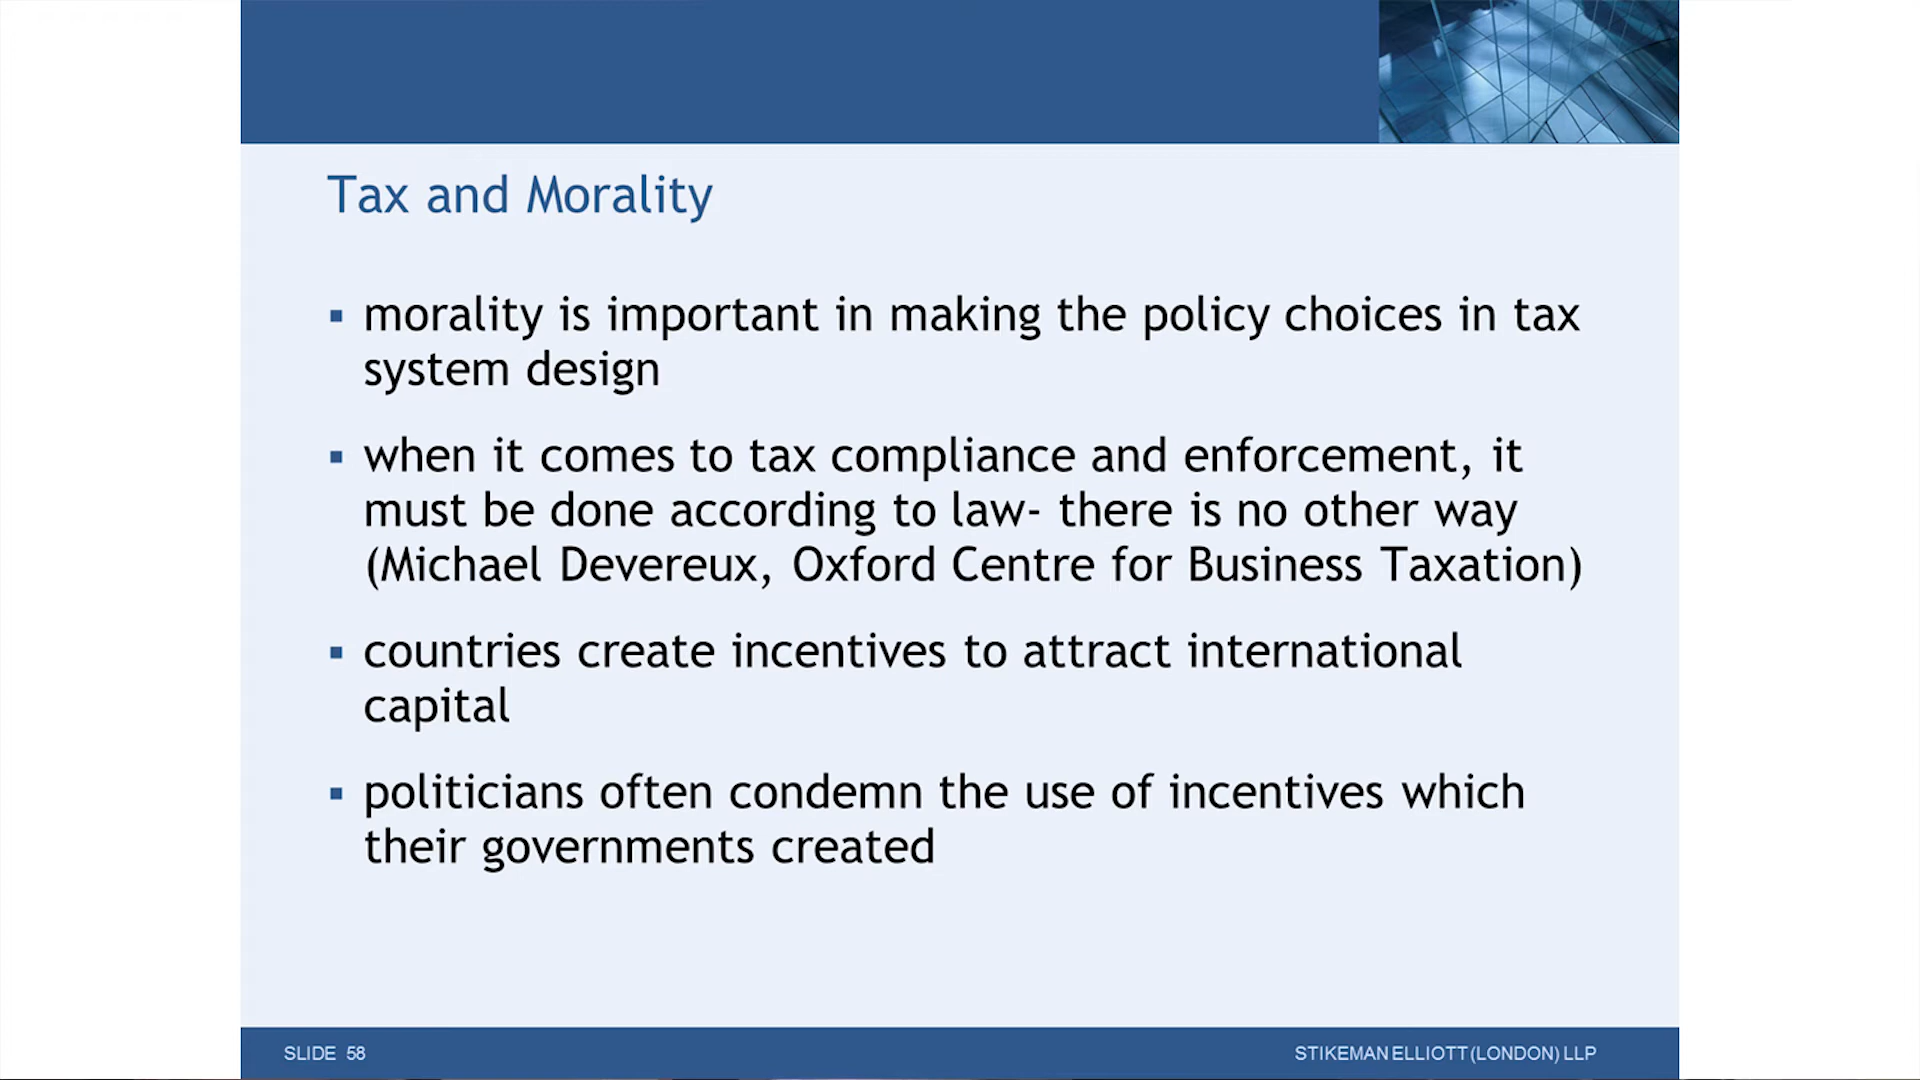 Tax and Morality
▪ morality is important in making the policy choices in tax
system design
▪ when it comes to tax compliance and enforcement, it
must be done according to law- there is no other way
(Michael Devereux, Oxford Centre for Business Taxation)
▪ countries create incentives to attract international
capital
▪ politicians often condemn the use of incentives which
their governments created
SLIDE 58
STIKEMAN ELLIOTT (LONDON) LLP